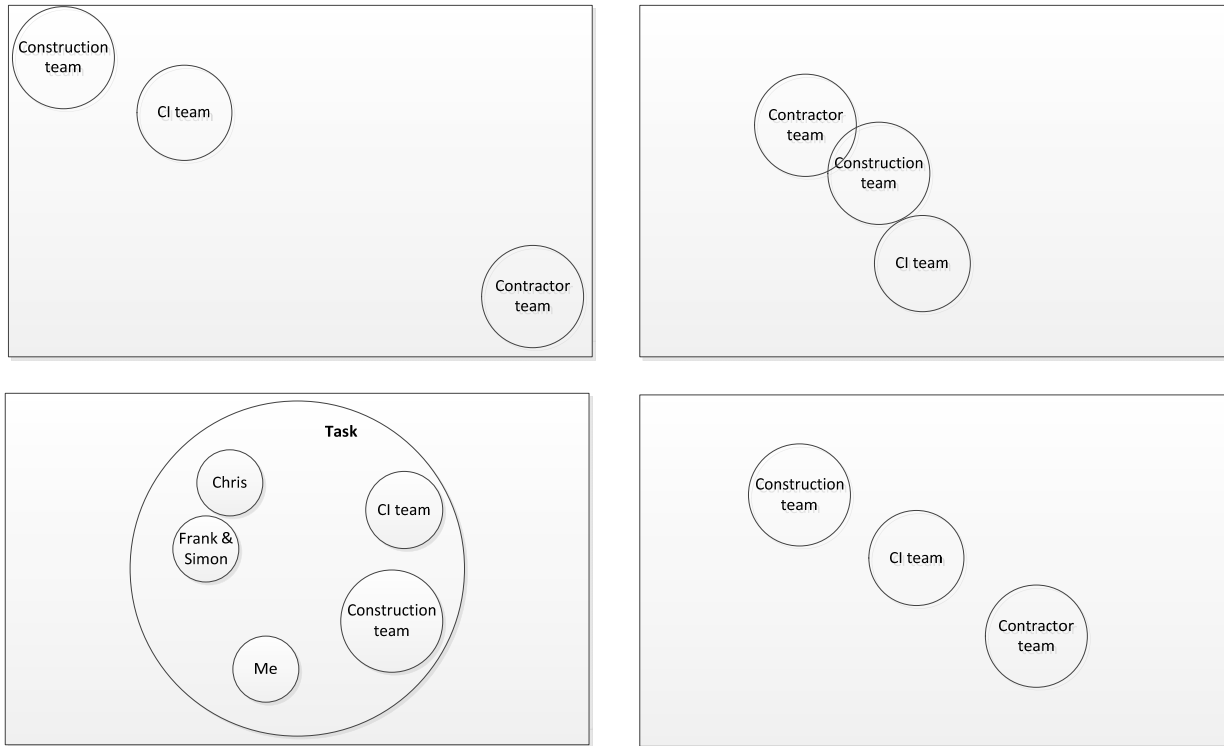 Construction
team
CI team
Contractor
team
Contractor
team
Construction
team
CI team
Task
Chris
CI team
Frank &
Simon
Construction
team
Me
Construction
team
CI team
Contractor
team